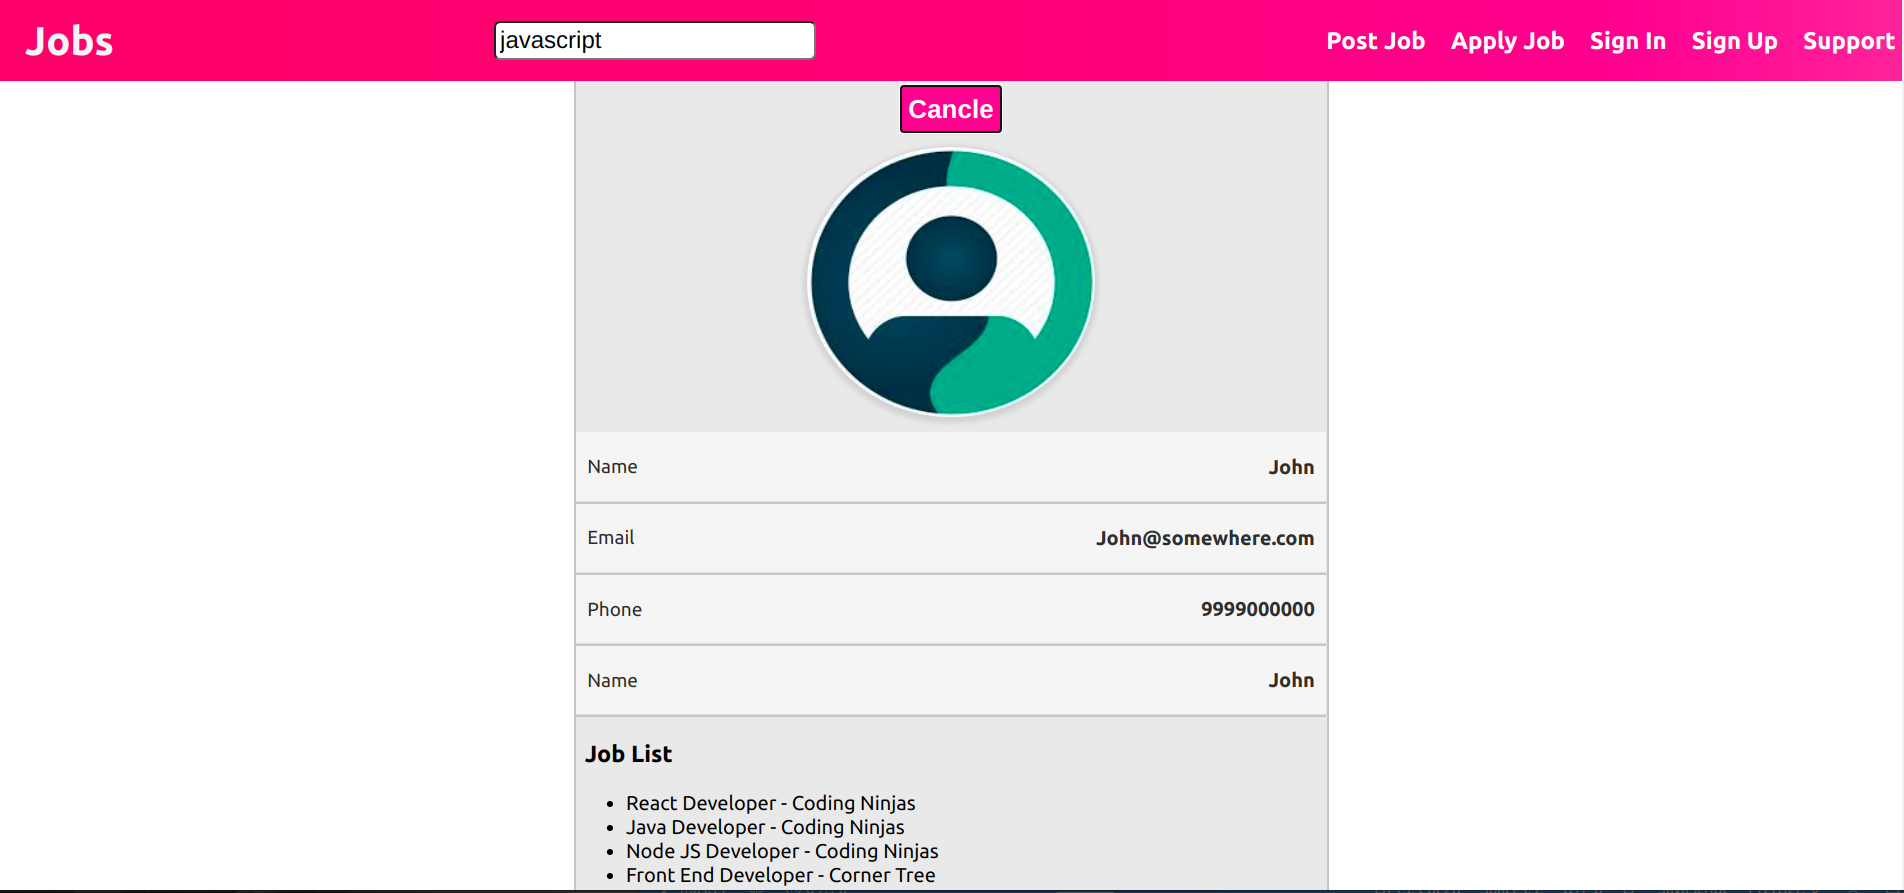 Jobs
javascript
Post Job Apply Job Sign In Sign Up Support
Cancle
Name John
Email John@somewhere.com
Phone 9999000000
Name John
Job List
• React Developer - Coding Ninjas
• Java Developer - Coding Ninjas
• Node JS Developer - Coding Ninjas
• Front End Developer - Corner Tree